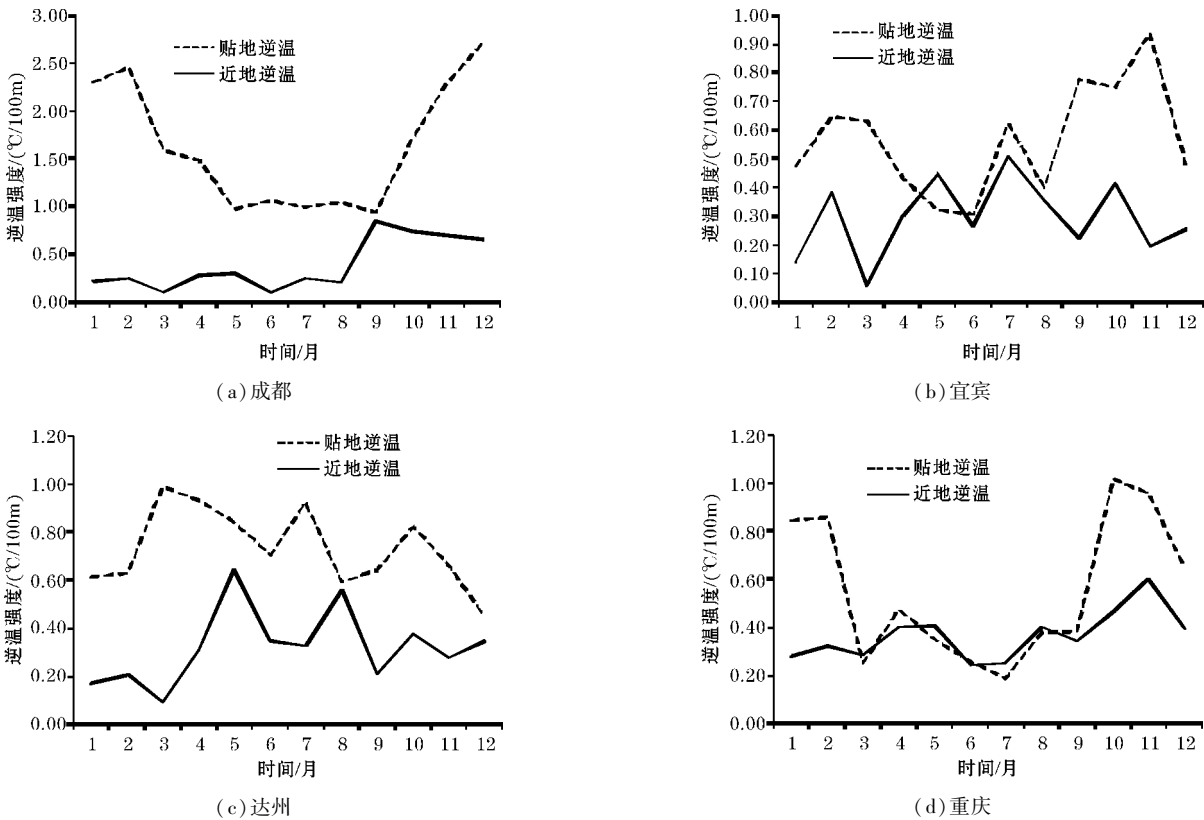 3.00
2.50
2.00
1.50
1.00
0.50
0.00
逆温强度/(℃/100m)
贴地逆温
近地逆温
1 2 3 4 5 6 7 8 9 10 11 12
时间/月
(a)成都
1.00
0.90
0.80
0.70
0.60
0.50
0.40
0.30
0.20
0.10
0.00
逆温强度/(℃/100m)
贴地逆温
近地逆温
1 2 3 4 5 6 7 8 9 10 11 12
时间/月
(b)宜宾
1.20
1.00
0.80
0.60
0.40
0.20
0.00
逆温强度/(℃/100m)
贴地逆温
近地逆温
1 2 3 4 5 6 7 8 9 10 11 12
时间/月
(c)达州
1.20
1.00
0.80
0.60
0.40
0.20
0.00
逆温强度/(℃/100m)
贴地逆温
近地逆温
1 2 3 4 5 6 7 8 9 10 11 12
时间/月
(d)重庆